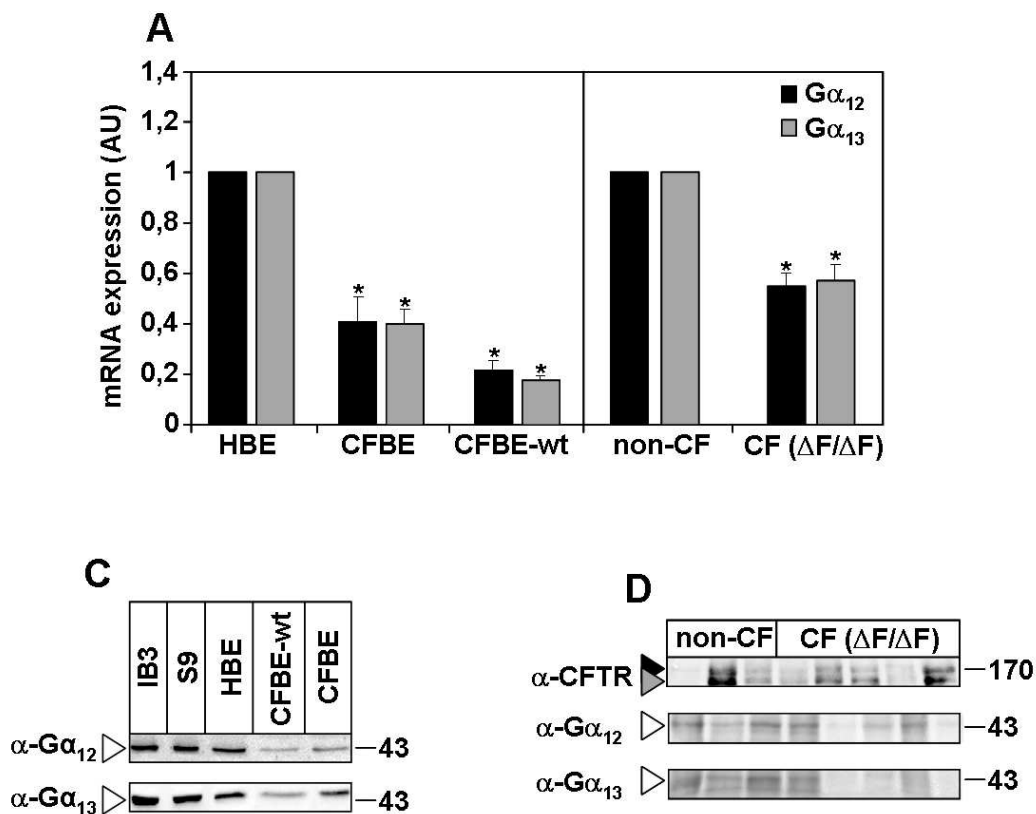 A
mRNA expression (AU)
1,4
1,2
1
0,8
0,6
0,4
0,2
0
Gα12
Gα13
* * * * * *
HBE CFBE CFBE-wt non-CF CF (ΔF/ΔF)
C
IB3 S9 HBE CFBE-wt CFBE
α-Gα12 43
α-Gα13 43
D
non-CF CF (ΔF/ΔF)
α-CFTR 170
α-Gα12 43
α-Gα13 43